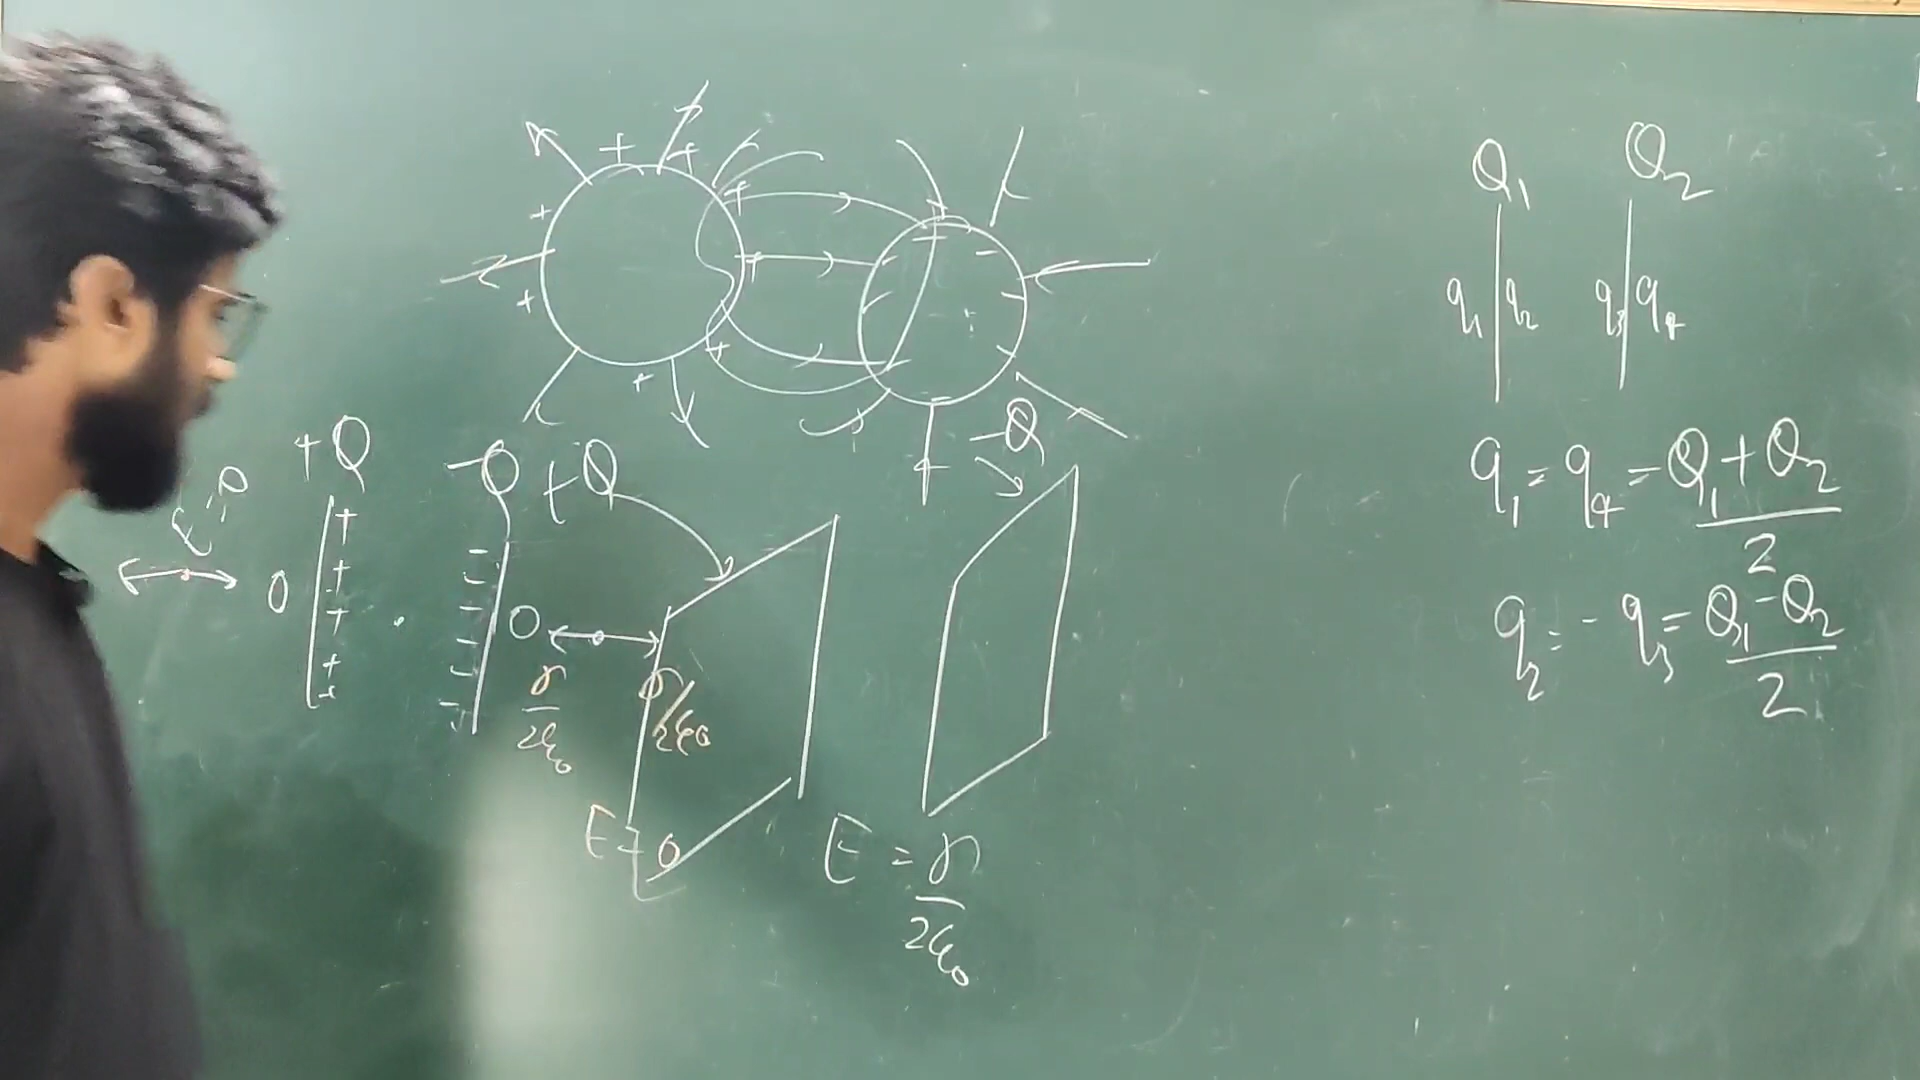 Q₁ Q₂
q₁ q₂ q₃ q₄
q₁ = q₄ = Q₁ + Q₂ / 2
q₂ = - q₃ = Q₁ - Q₂ / 2
+Q -Q +Q -Q
0 0
σ / 2ε₀ σ/2ε₀
E = 0
E = σ / 2ε₀